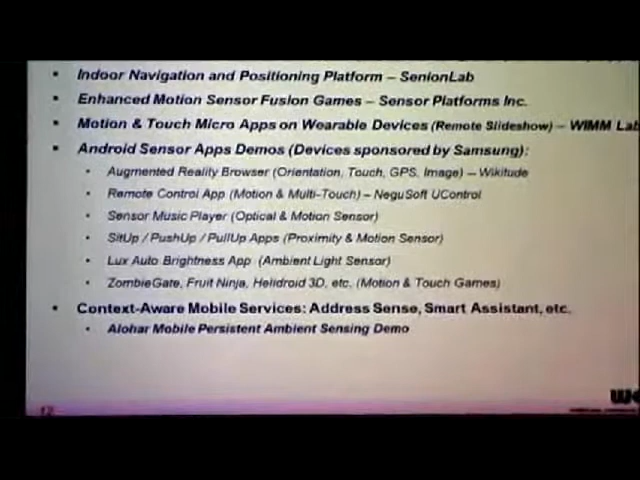 • Indoor Navigation and Positioning Platform – SenionLab
• Enhanced Motion Sensor Fusion Games – Sensor Platforms Inc.
• Motion & Touch Micro Apps on Wearable Devices (Remote Slideshow) – WIMM Lab
• Android Sensor Apps Demos (Devices sponsored by Samsung):
• Augmented Reality Browser (Orientation, Touch, GPS, Image) – Wikitude
• Remote Control App (Motion & Multi-Touch) – NeguSoft UControl
• Sensor Music Player (Optical & Motion Sensor)
• SitUp / PushUp / PullUp Apps (Proximity & Motion Sensor)
• Lux Auto Brightness App (Ambient Light Sensor)
• ZombieGate, Fruit Ninja, Helidroid 3D, etc. (Motion & Touch Games)
• Context-Aware Mobile Services: Address Sense, Smart Assistant, etc.
• Alohar Mobile Persistent Ambient Sensing Demo
12